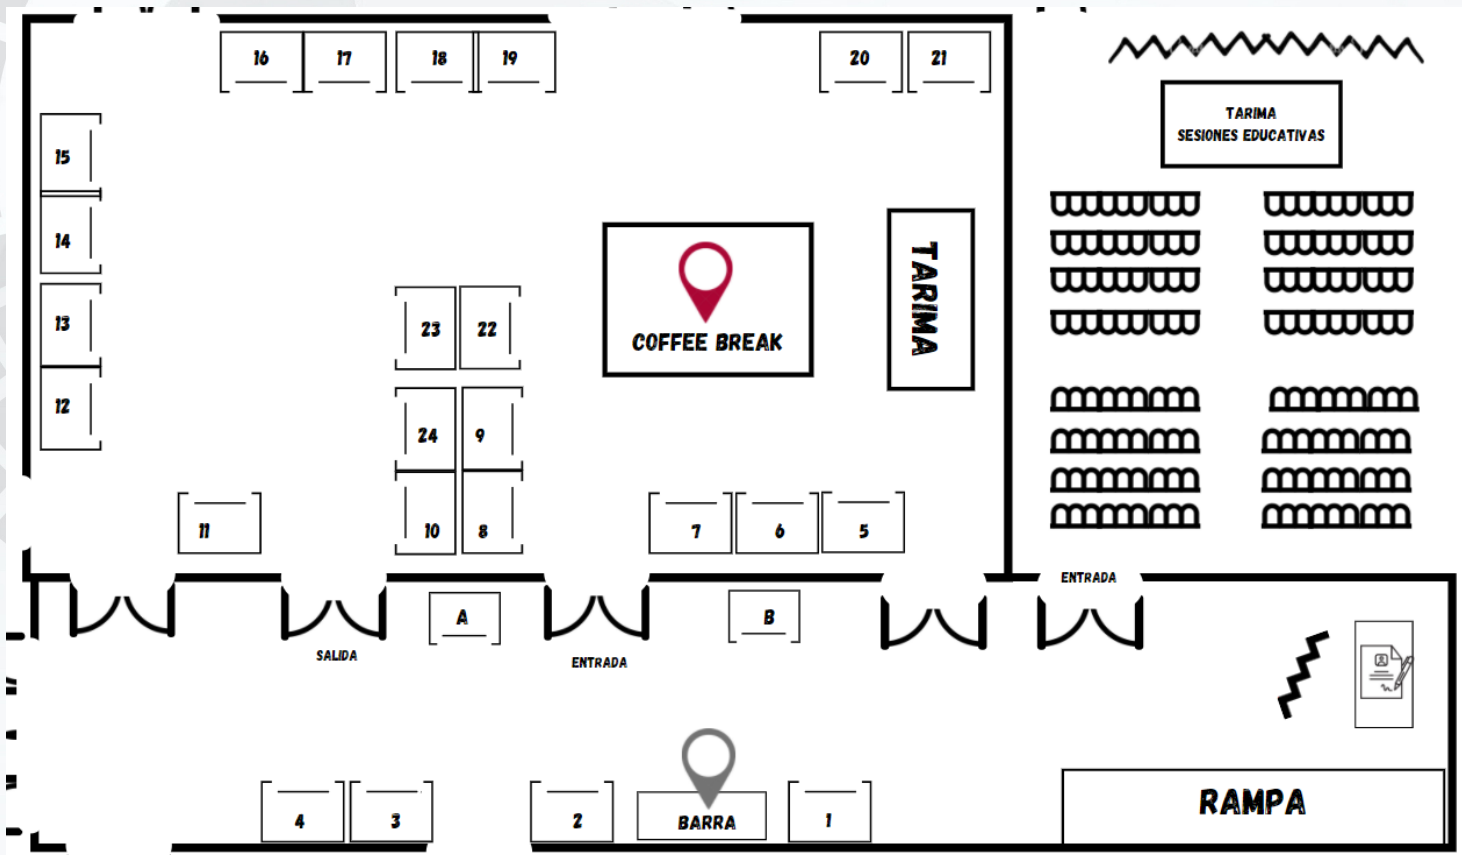 16 17 18 19 20 21
TARIMA
SESIONES EDUCATIVAS
15
14
13
12
23 22
COFFEE BREAK
TARIMA
24 9
10 8
11
7 6 5
ENTRADA
A
B
SALIDA
ENTRADA
4 3 2
BARRA
1
RAMPA